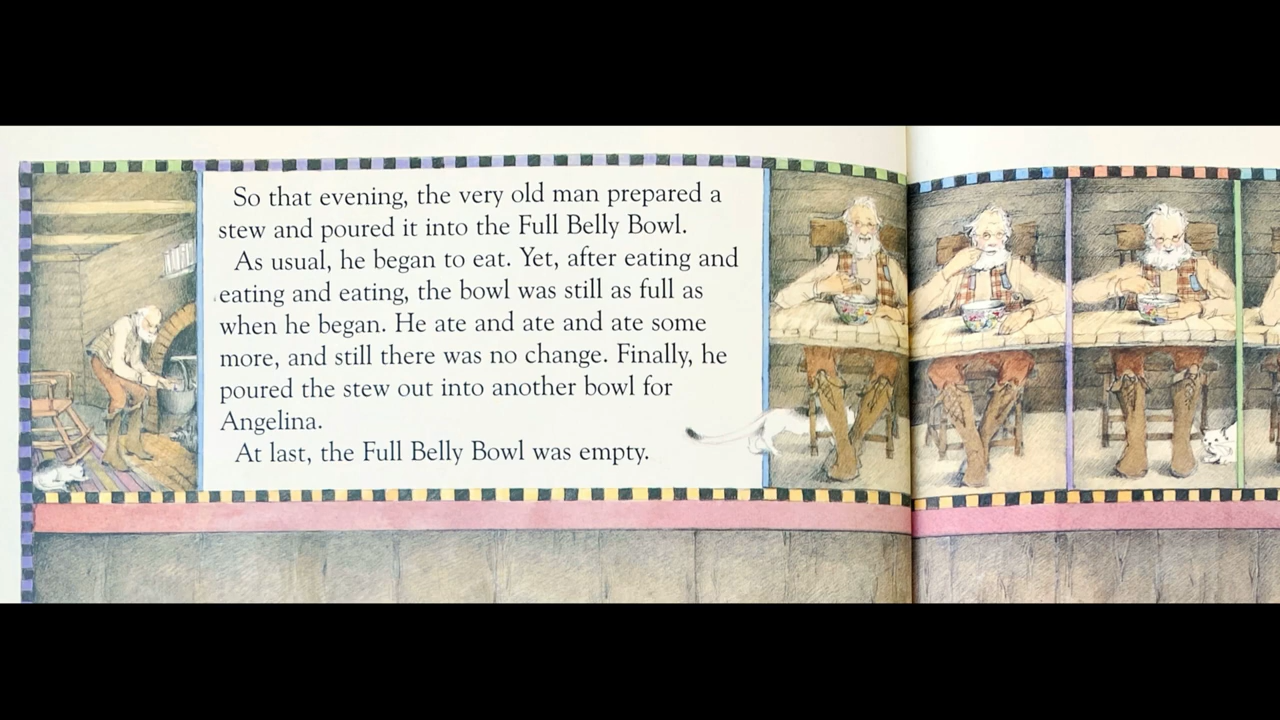 So that evening, the very old man prepared a
stew and poured it into the Full Belly Bowl.
As usual, he began to eat. Yet, after eating and
eating and eating, the bowl was still as full as
when he began. He ate and ate and ate some
more, and still there was no change. Finally, he
poured the stew out into another bowl for
Angelina.
At last, the Full Belly Bowl was empty.